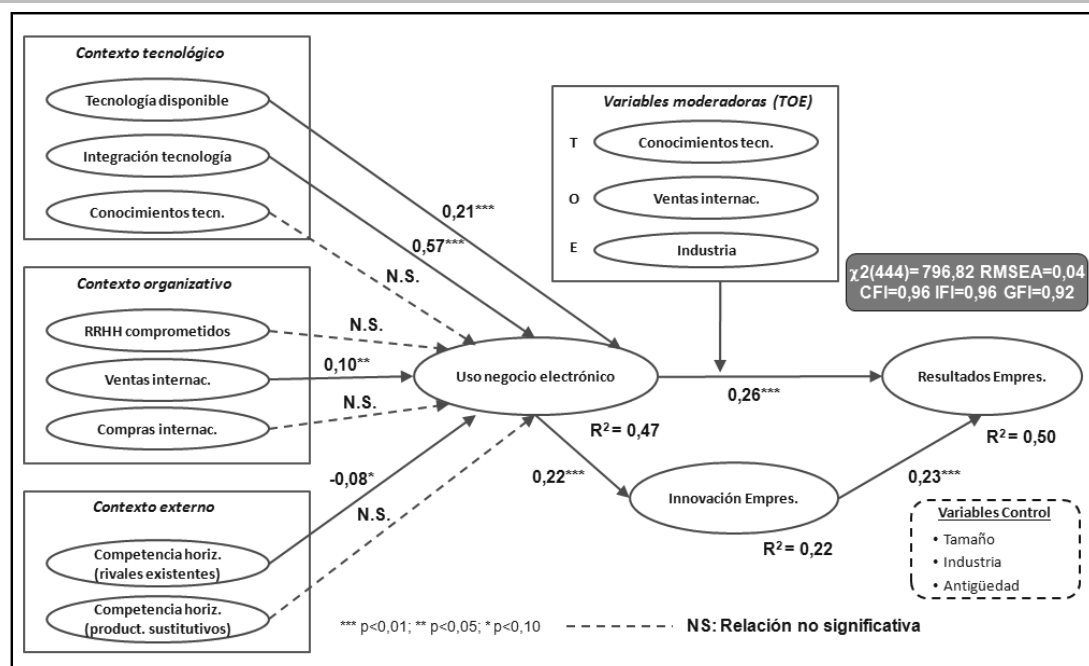 Contexto tecnológico
Tecnología disponible
Integración tecnología
Conocimientos tecn.
0,21***
0,57***
N.S.
Contexto organizativo
RRHH comprometidos
Ventas internac.
Compras internac.
N.S.
0,10**
N.S.
Contexto externo
Competencia horiz.
(rivales existentes)
Competencia horiz.
(product. sustitutivos)
-0,08*
N.S.
Variables moderadoras (TOE)
T Conocimientos tecn.
O Ventas internac.
E Industria
χ2(444)= 796,82 RMSEA=0,04
CFI=0,96 IFI=0,96 GFI=0,92
Uso negocio electrónico
R2 = 0,47
0,26***
Resultados Empres.
R2 = 0,50
0,22***
Innovación Empres.
R2 = 0,22
0,23***
Variables Control
• Tamaño
• Industria
• Antigüedad
*** p<0,01; ** p<0,05; * p<0,10
NS: Relación no significativa